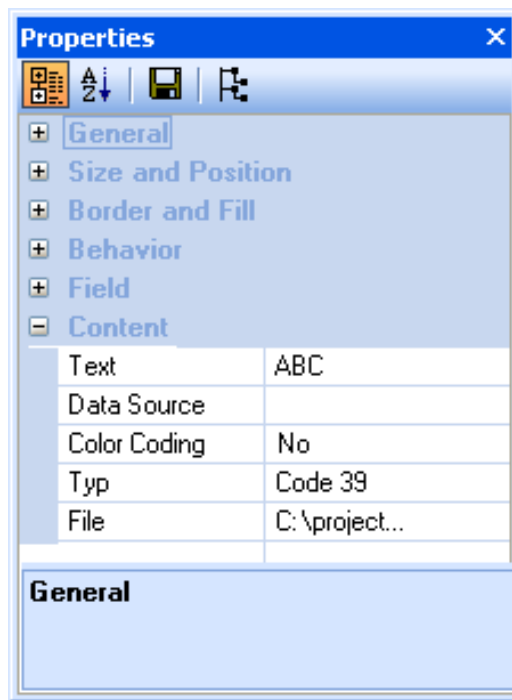 Properties
General
Size and Position
Border and Fill
Behavior
Field
Content
Text ABC
Data Source
Color Coding No
Typ Code 39
File C:\project...
General